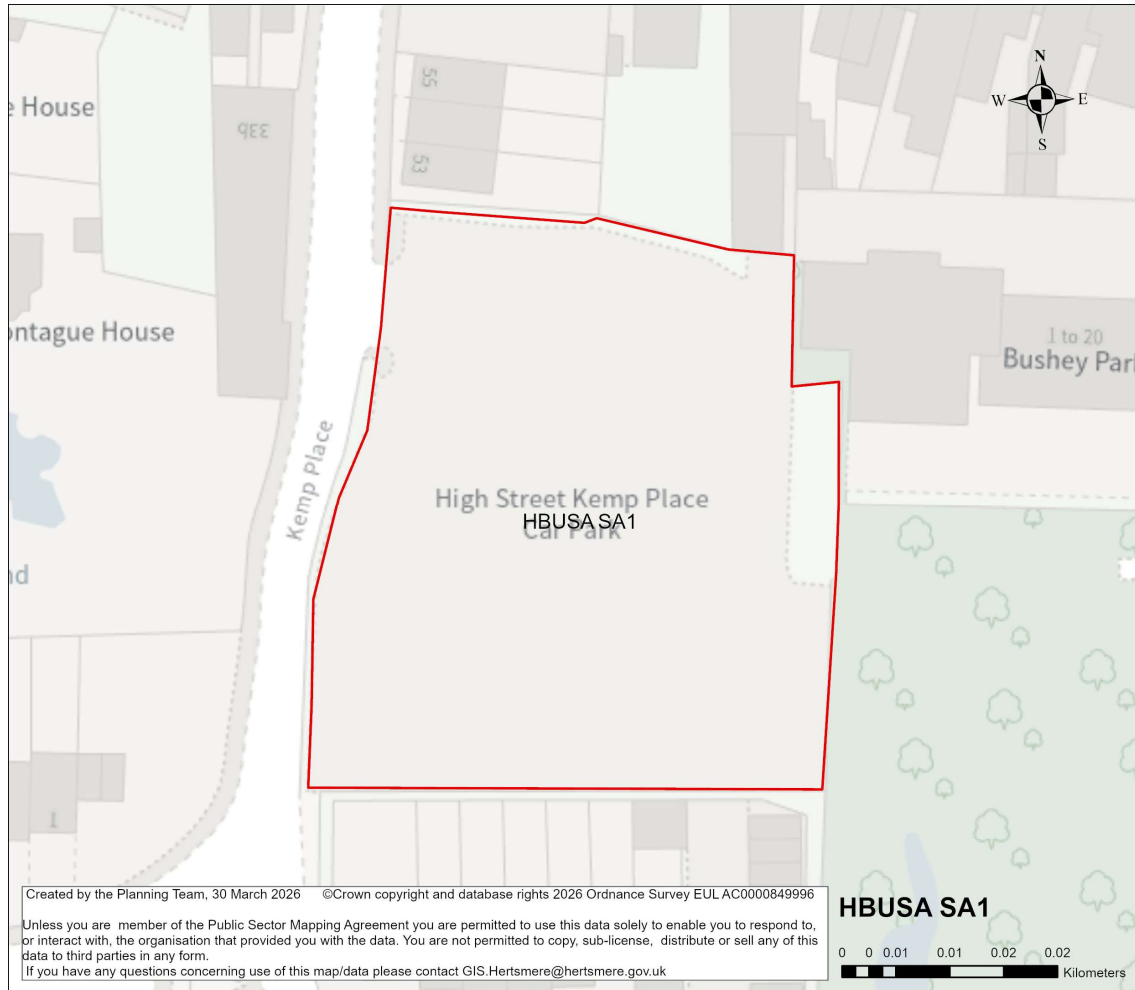 N
W E
S
e House
33b
55
53
ontague House
1 to 20
Bushey Park
Kemp Place
High Street Kemp Place
HBUSA SA1
Car Park
nd
1
Created by the Planning Team, 30 March 2026 ©Crown copyright and database rights 2026 Ordnance Survey EUL AC0000849996
Unless you are member of the Public Sector Mapping Agreement you are permitted to use this data solely to enable you to respond to,
or interact with, the organisation that provided you with the data. You are not permitted to copy, sub-license, distribute or sell any of this
data to third parties in any form.
If you have any questions concerning use of this map/data please contact GIS.Hertsmere@hertsmere.gov.uk
HBUSA SA1
0 0 0.01 0.01 0.02 0.02
Kilometers